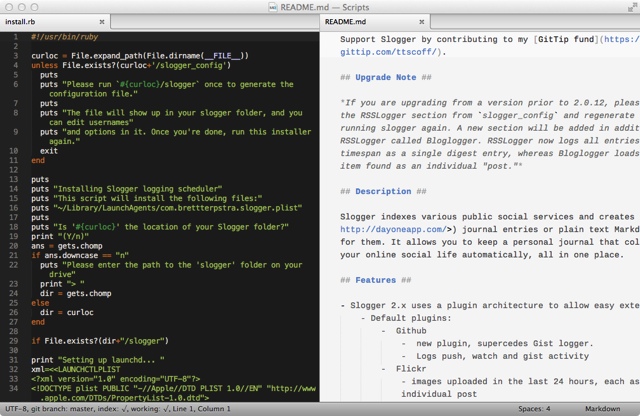 README.md — Scripts
install.rb
#!/usr/bin/ruby
1
2
3 curloc = File.expand_path(File.dirname(__FILE__))
4 unless File.exists?(curloc+'/slogger_config')
5 puts
6 puts "Please run `#{curloc}/slogger` once to generate the
configuration file."
7 puts
8 puts "The file will show up in your slogger folder, and you
can edit usernames"
9 puts "and options in it. Once you're done, run this installer
again."
10 exit
11 end
12
13 puts
14 puts "Installing Slogger logging scheduler"
15 puts "This script will install the following files:"
16 puts "~/Library/LaunchAgents/com.brettterpstra.slogger.plist"
17 puts
18 puts "Is '#{curloc}' the location of your Slogger folder?"
19 print "(Y/n)"
20 ans = gets.chomp
21 if ans.downcase == "n"
22 puts "Please enter the path to the 'slogger' folder on your
drive"
23 print "> "
24 dir = gets.chomp
25 else
26 dir = curloc
27 end
28
29 if File.exists?(dir+"/slogger")
30
31 print "Setting up launchd... "
32 xml=<<LAUNCHCTLPLIST
33 <?xml version="1.0" encoding="UTF-8"?>
34 <!DOCTYPE plist PUBLIC "-//Apple//DTD PLIST 1.0//EN" "http://www
.apple.com/DTDs/PropertyList-1.0.dtd">
README.md
Support Slogger by contributing to my [GitTip fund](https:/
gittip.com/ttscoff/).
## Upgrade Note ##
*If you are upgrading from a version prior to 2.0.12, pleas
the RSSLogger section from `slogger_config` and regenerate
running slogger again. A new section will be added in addit
RSSLogger called Bloglogger. RSSLogger now logs all entries
timespan as a single digest entry, whereas Bloglogger loads
item found as an individual "post."*
## Description ##
Slogger indexes various public social services and creates
http://dayoneapp.com/>) journal entries or plain text Markd
for them. It allows you to keep a personal journal that col
your online social life automatically, all in one place.
## Features ##
- Slogger 2.x uses a plugin architecture to allow easy exte
- Default plugins:
- Github
- new plugin, supercedes Gist logger.
- Logs push, watch and gist activity
- Flickr
- images uploaded in the last 24 hours, each as
individual post
UTF-8, git branch: master, index: √, working: √, Line 1, Column 1
Spaces: 4
Markdown